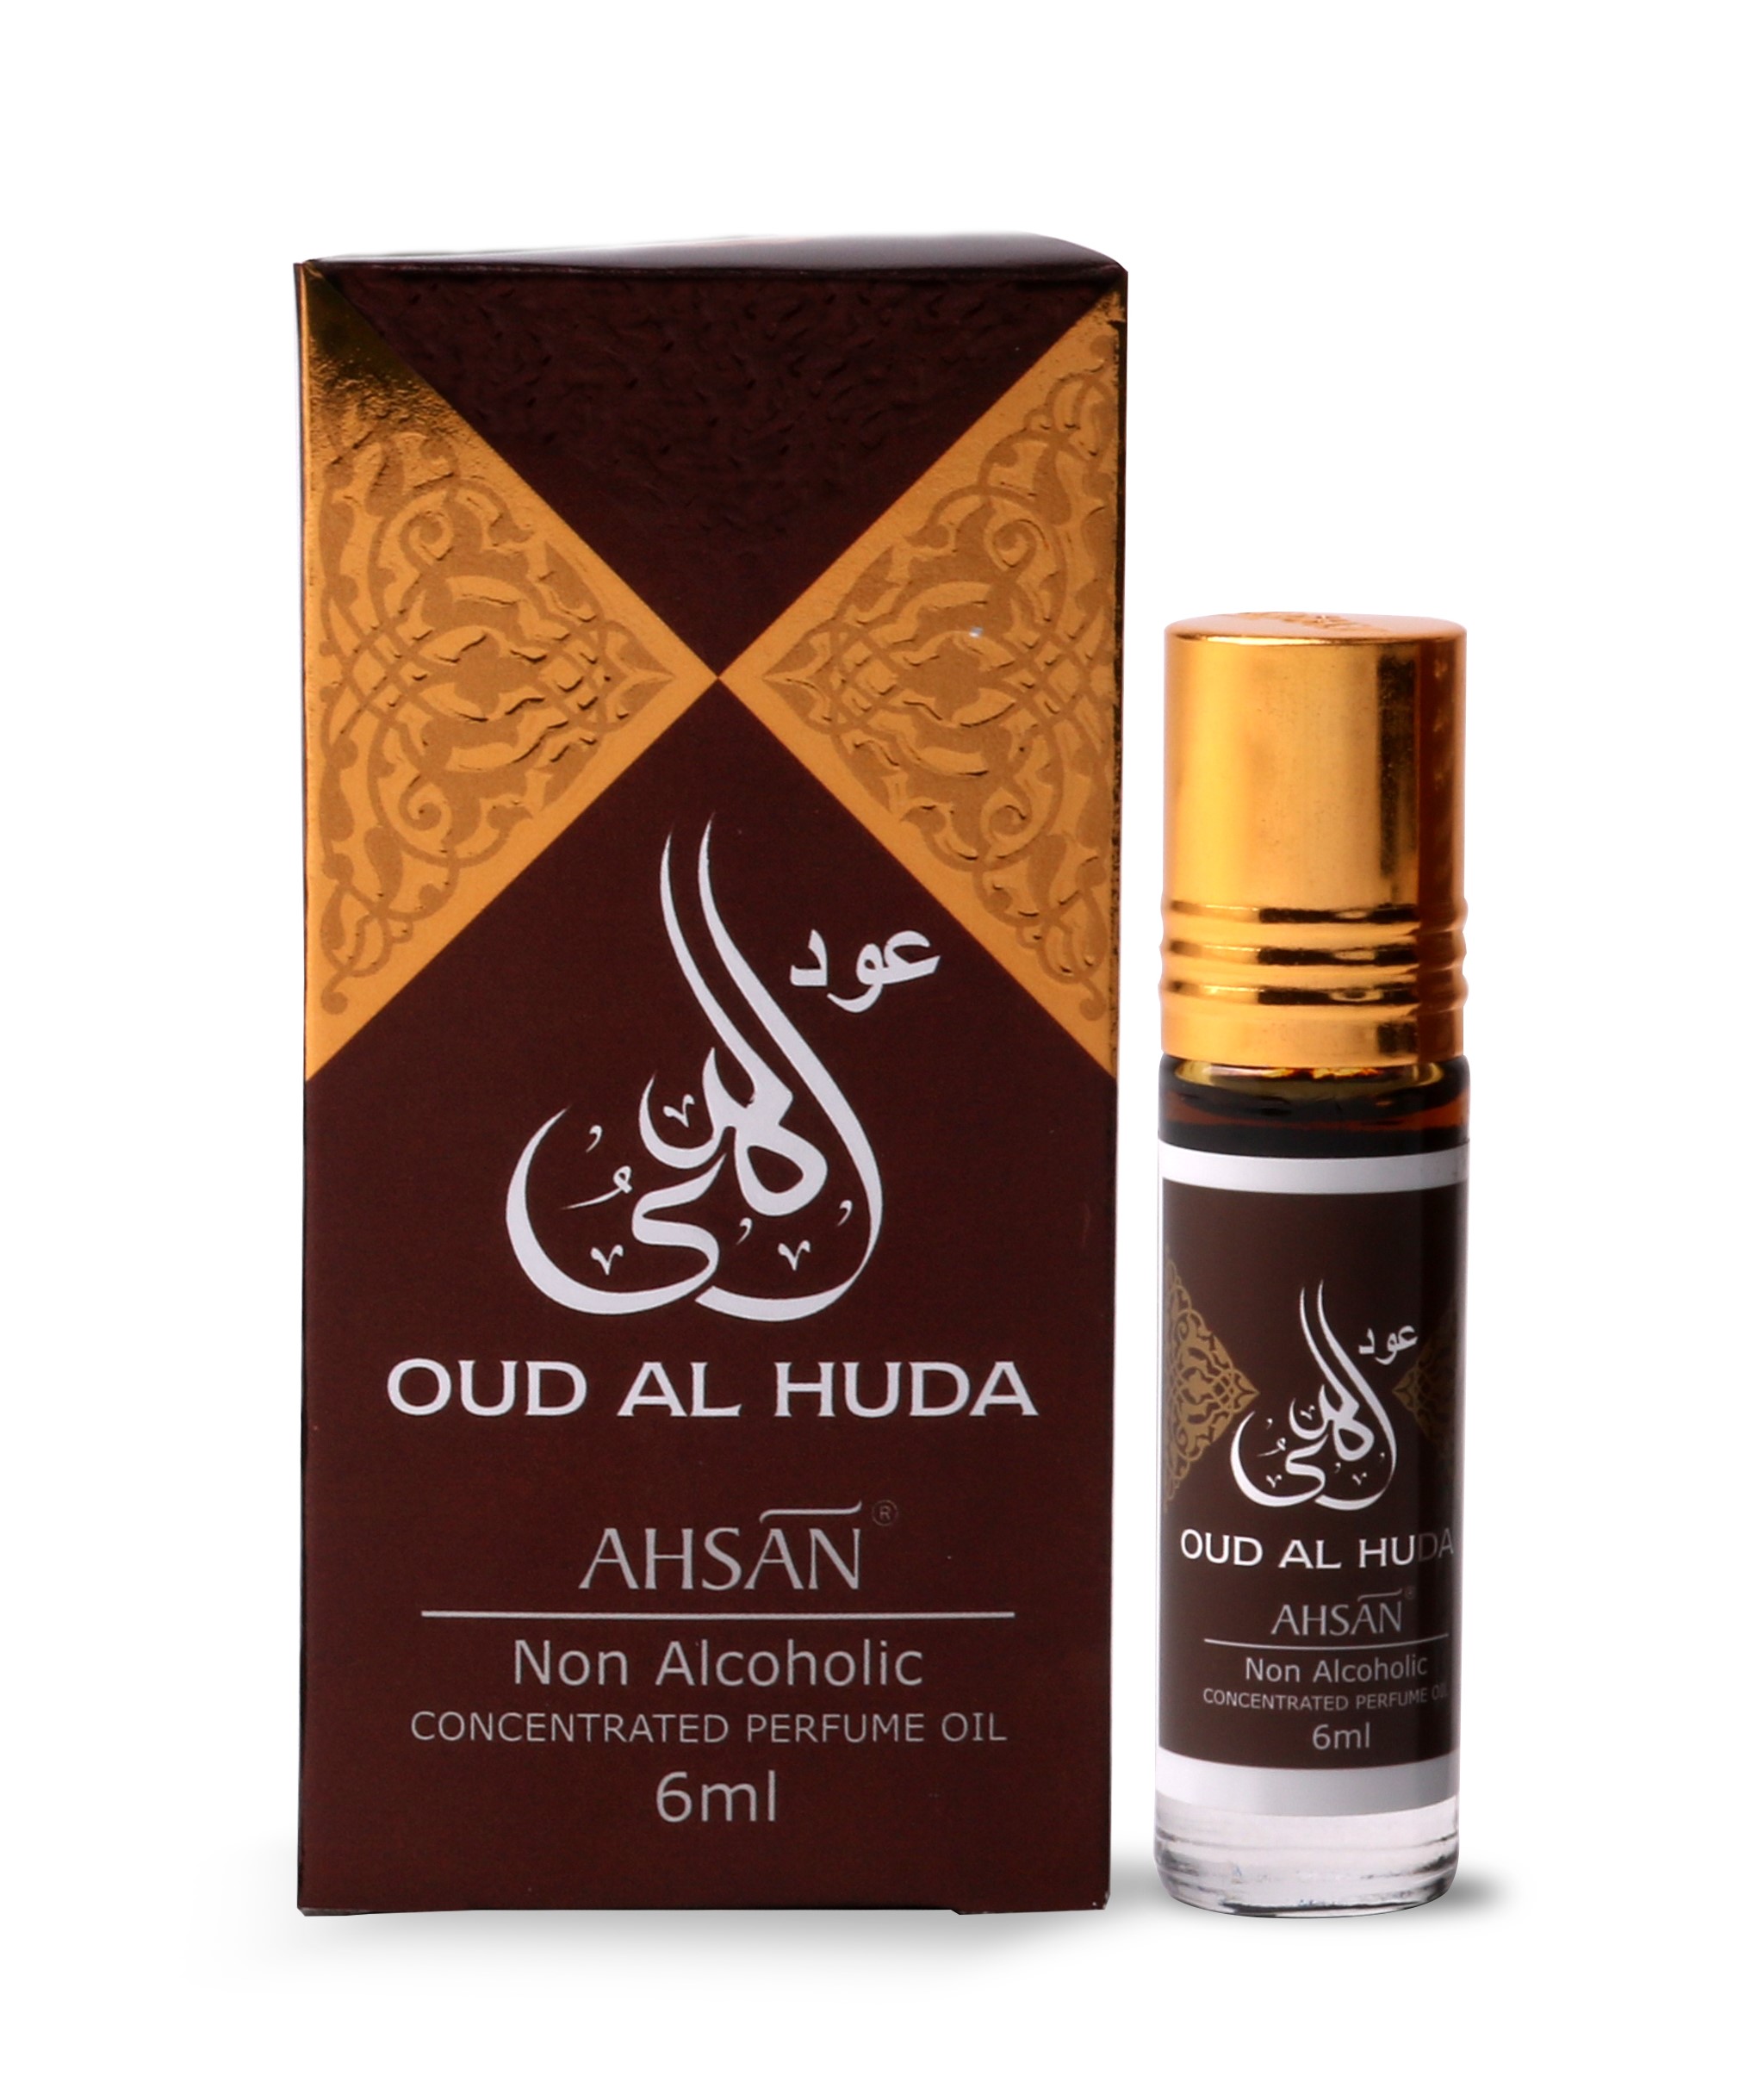 عود
الهدى
OUD AL HUDA
AHSAN®
Non Alcoholic
CONCENTRATED PERFUME OIL
6ml
عود
الهدى
OUD AL HUDA
AHSAN®
Non Alcoholic
CONCENTRATED PERFUME OIL
6ml